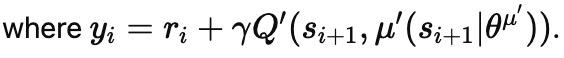 where yᵢ = rᵢ + γQ′(sᵢ₊₁, μ′(sᵢ₊₁|θ^μ′)).